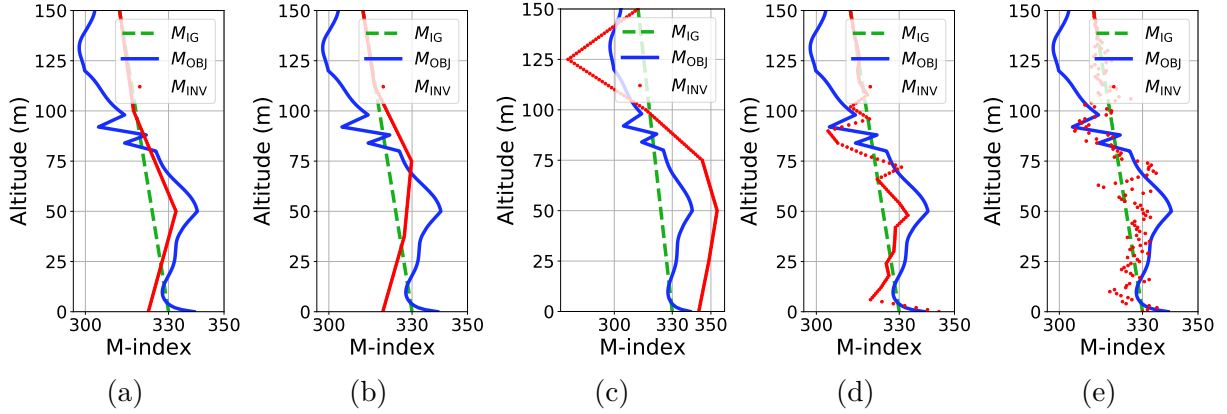 150
125
100
75
50
25
0
Altitude (m)
300
330
350
M-index
M_IG
M_OBJ
M_INV
(a)
150
125
100
75
50
25
0
Altitude (m)
300
330
350
M-index
M_IG
M_OBJ
M_INV
(b)
150
125
100
75
50
25
0
Altitude (m)
300
330
350
M-index
M_IG
M_OBJ
M_INV
(c)
150
125
100
75
50
25
0
Altitude (m)
300
330
350
M-index
M_IG
M_OBJ
M_INV
(d)
150
125
100
75
50
25
0
Altitude (m)
300
330
350
M-index
M_IG
M_OBJ
M_INV
(e)